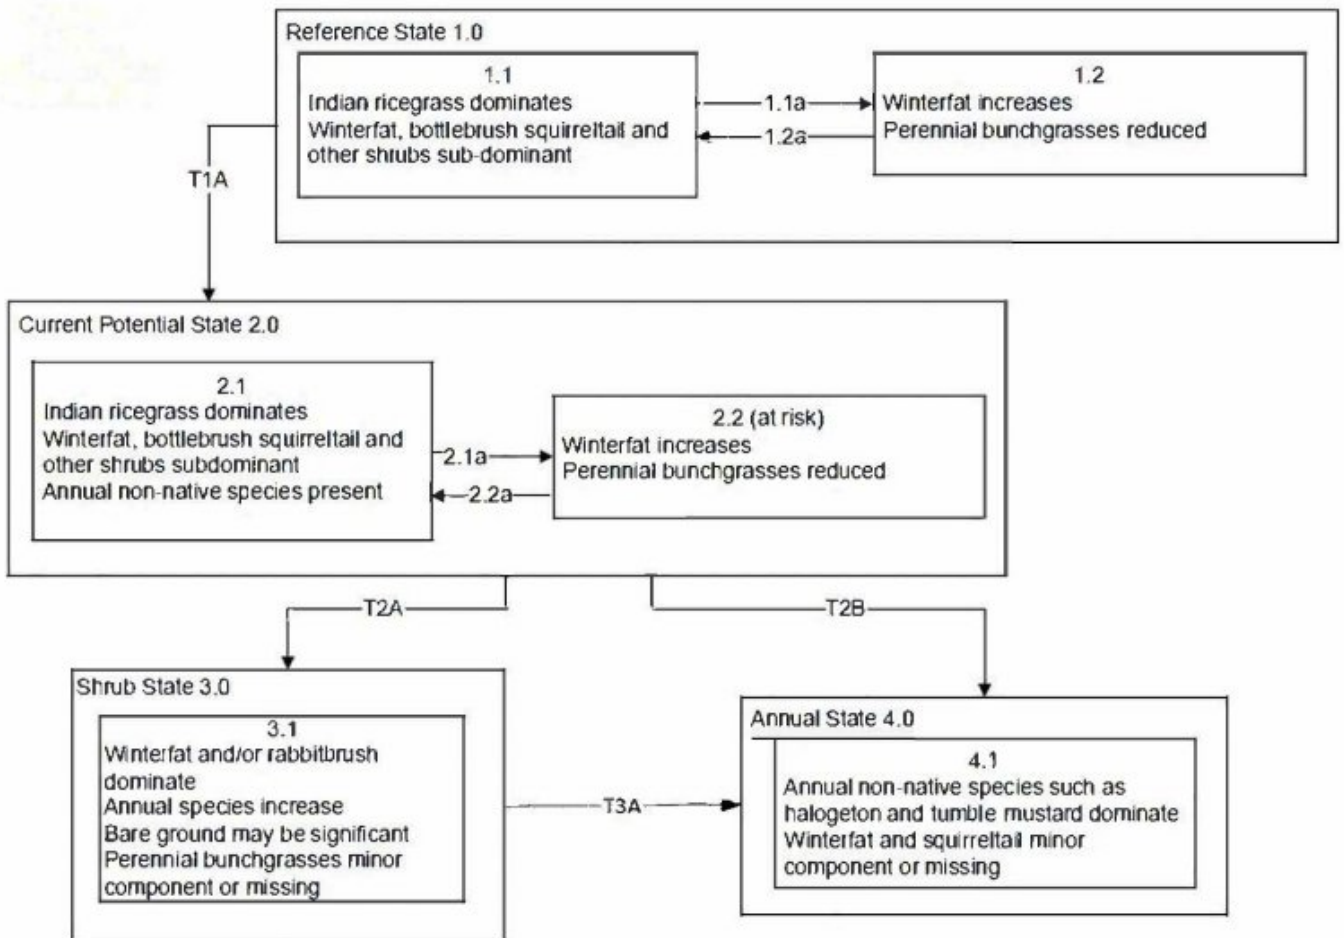 Reference State 1.0
1.1
Indian ricegrass dominates
Winterfat, bottlebrush squirreltail and
other shrubs sub-dominant
1.1a
1.2a
1.2
Winterfat increases
Perennial bunchgrasses reduced
T1A
Current Potential State 2.0
2.1
Indian ricegrass dominates
Winterfat, bottlebrush squirreltail and
other shrubs subdominant
Annual non-native species present
2.1a
2.2a
2.2 (at risk)
Winterfat increases
Perennial bunchgrasses reduced
T2A
T2B
Shrub State 3.0
3.1
Winterfat and/or rabbitbrush
dominate
Annual species increase
Bare ground may be significant
Perennial bunchgrasses minor
component or missing
T3A
Annual State 4.0
4.1
Annual non-native species such as
halogeton and tumble mustard dominate
Winterfat and squirreltail minor
component or missing